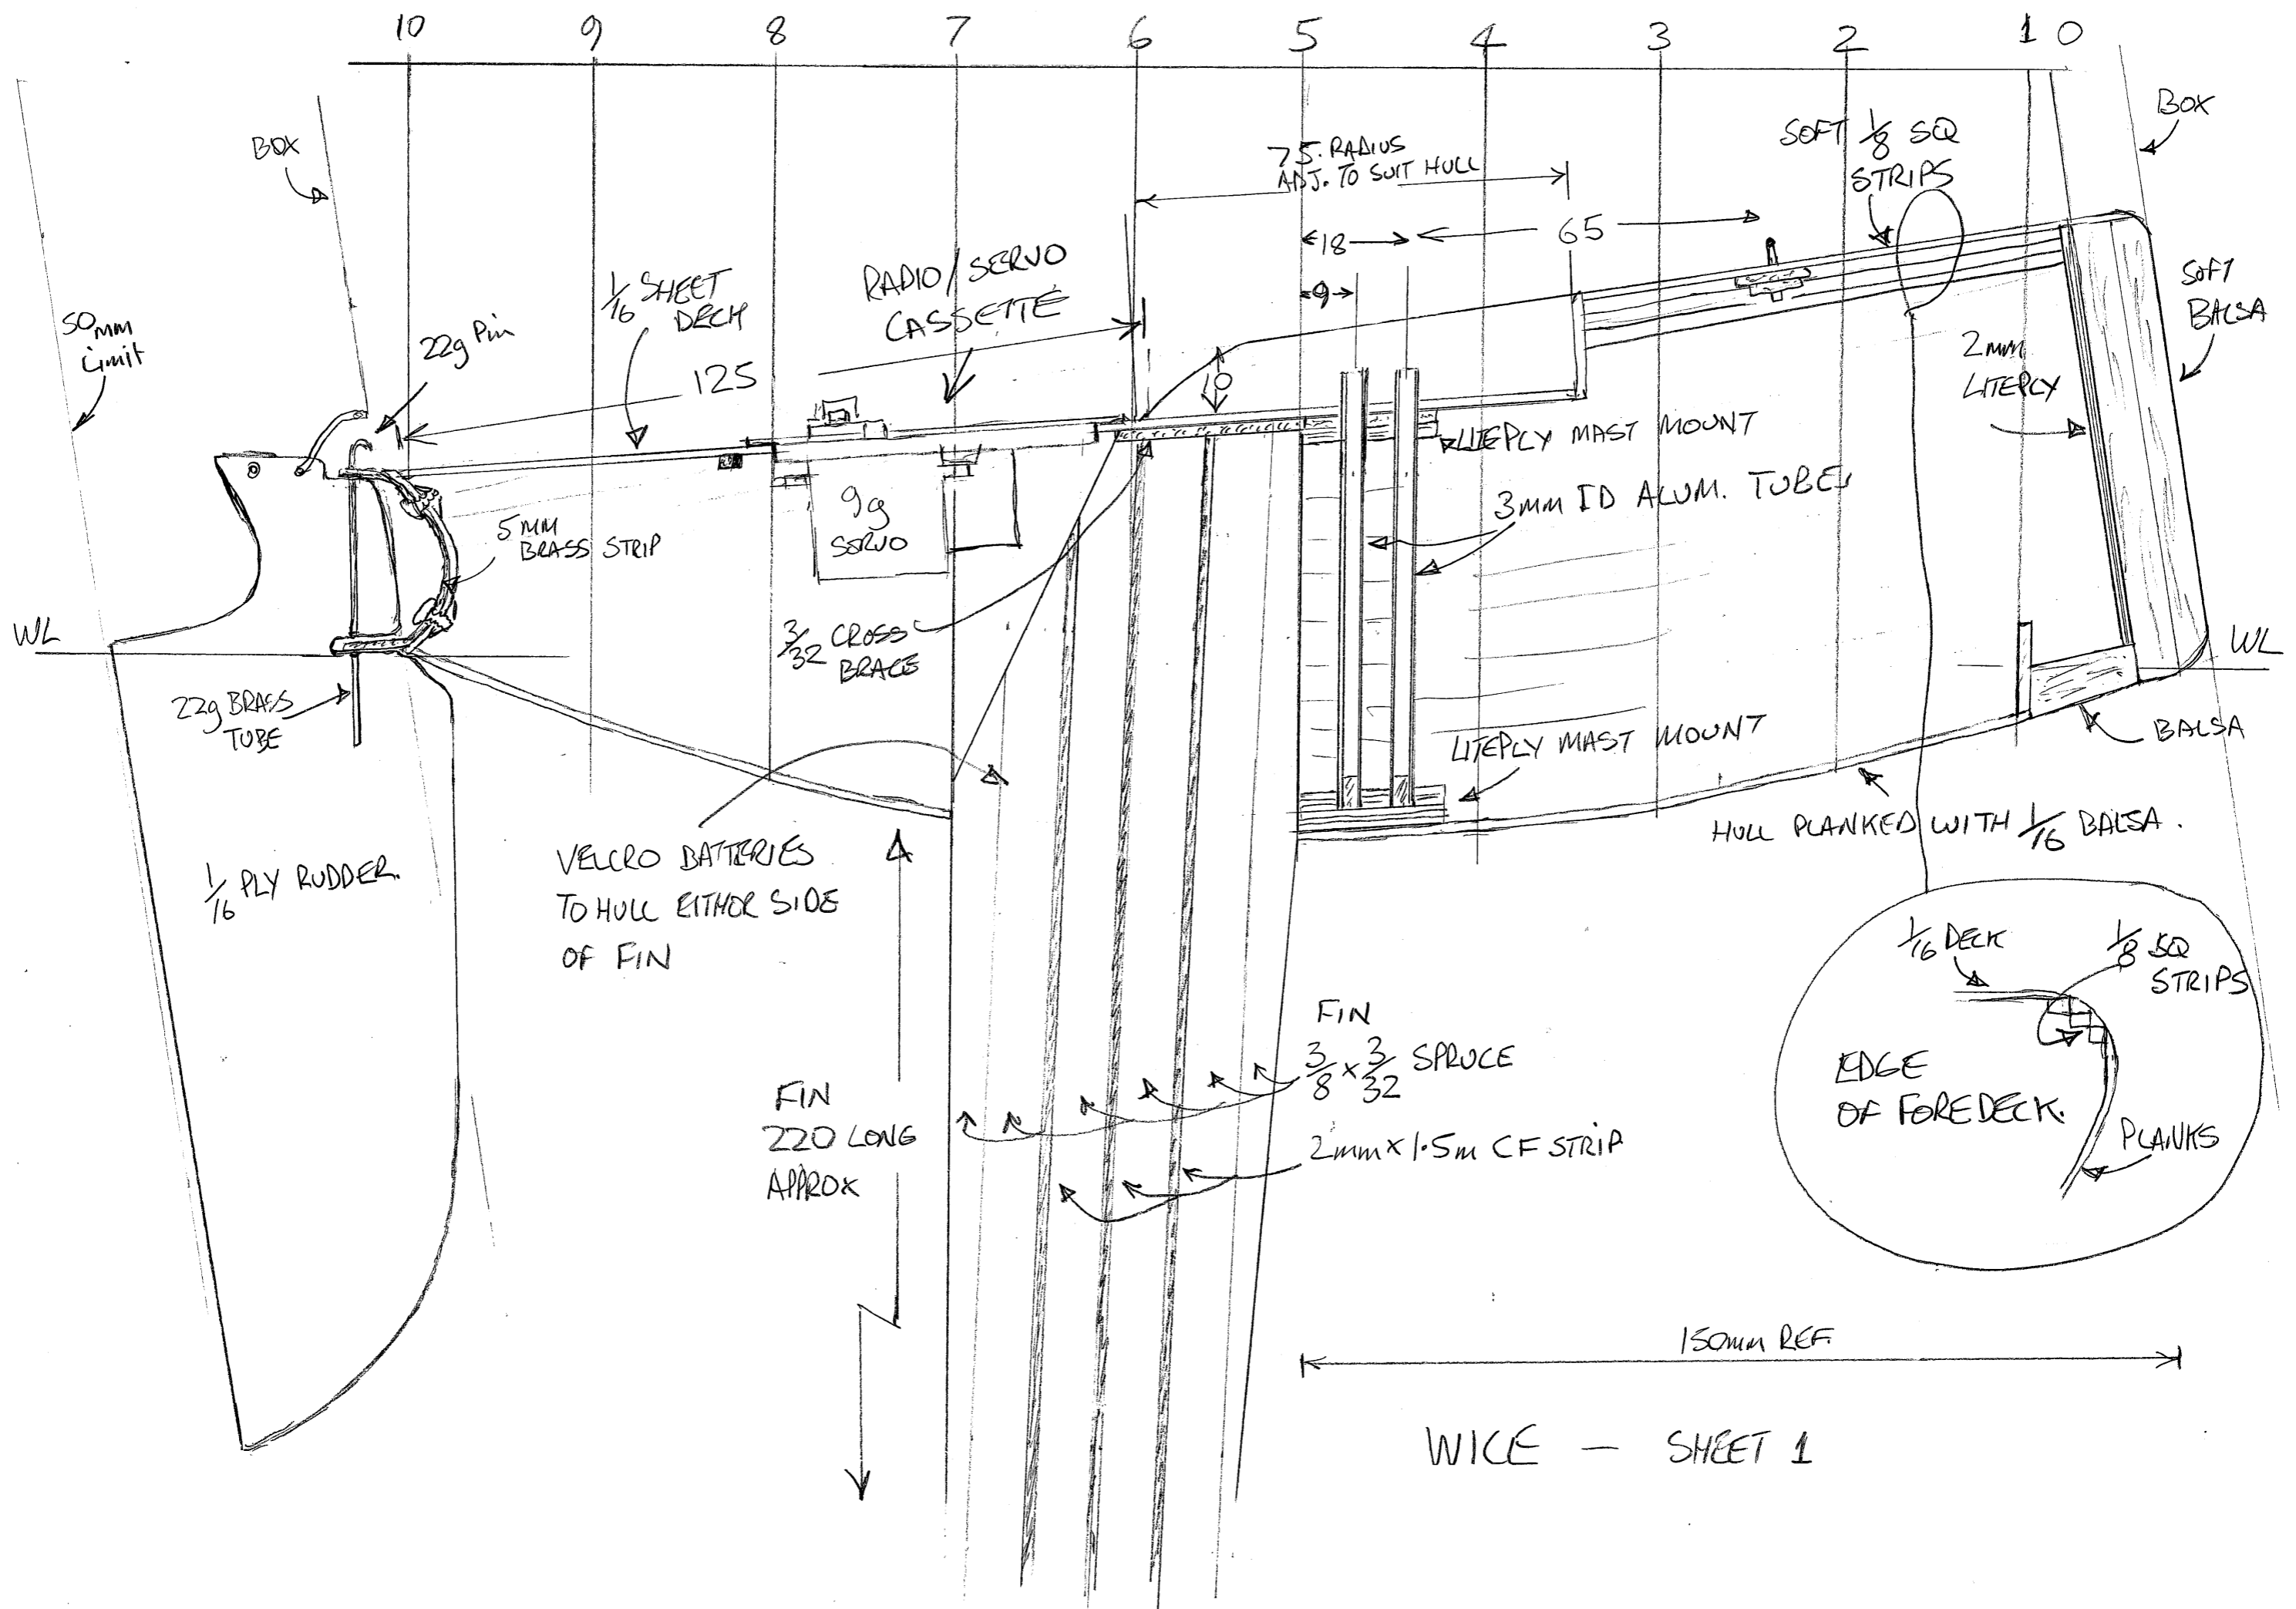 10 9 8 7 6 5 4 3 2 1 0
BOX
BOX
50mm
Limit
22g Pin
1/16 SHEET
DECK
125
RADIO/SERVO
CASSETTE
75. RADIUS
ADJ. TO SUIT HULL
18
65
9
10
SOFT 1/8 SQ
STRIPS
SOFT
BALSA
2mm
LITEPLY
LITEPLY MAST MOUNT
3mm ID ALUM. TUBES
5mm
BRASS STRIP
9g
SERVO
3/32 CROSS
BRACE
WL
WL
22g BRASS
TUBE
BALSA
LITEPLY MAST MOUNT
HULL PLANKED WITH 1/16 BALSA.
1/16 PLY RUDDER.
VELCRO BATTERIES
TO HULL EITHOR SIDE
OF FIN
1/16 DECK
1/8 SQ
STRIPS
EDGE
OF FOREDECK.
PLANKS
FIN
3/8 x 3/32 SPRUCE
2mm x 1.5m CF STRIP
FIN
220 LONG
APPROX
150mm REF.
WICE — SHEET 1